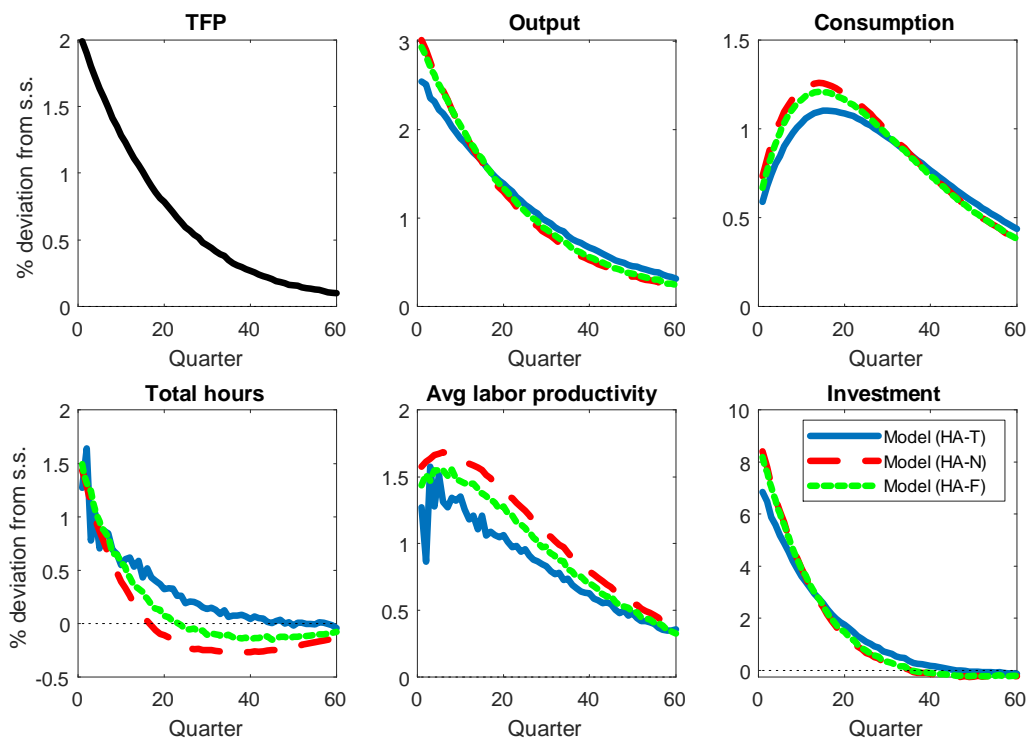 TFP
Output
Consumption
% deviation from s.s.
2
1.5
1
0.5
0
0 20 40 60
Quarter
3
2
1
0
0 20 40 60
Quarter
1.5
1
0.5
0
0 20 40 60
Quarter
Total hours
Avg labor productivity
Investment
% deviation from s.s.
2
1.5
1
0.5
0
-0.5
0 20 40 60
Quarter
2
1.5
1
0.5
0
0 20 40 60
Quarter
10
8
6
4
2
0
0 20 40 60
Quarter
Model (HA-T)
Model (HA-N)
Model (HA-F)